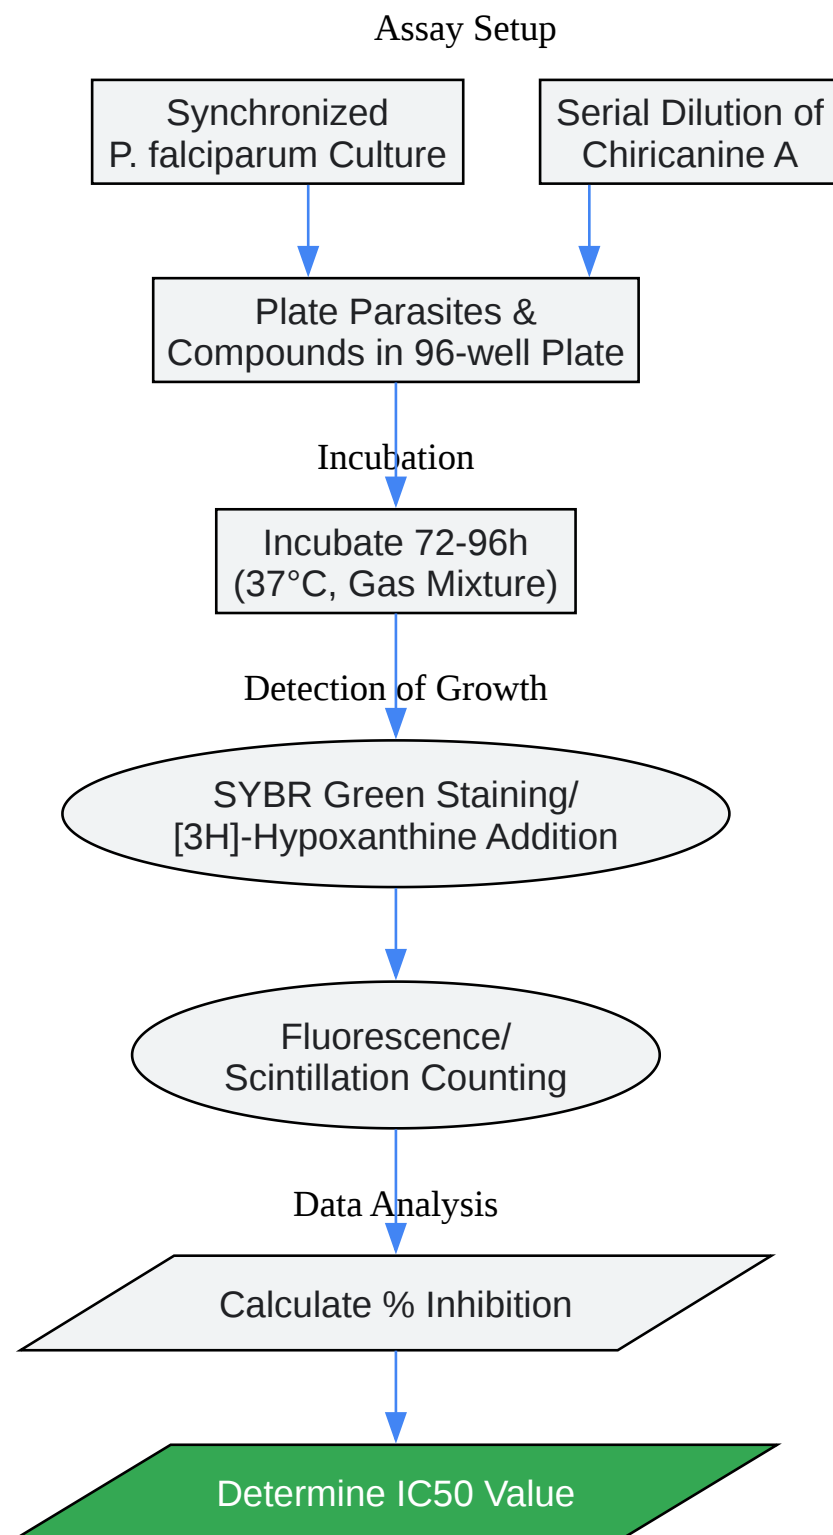 Assay Setup
Synchronized
P. falciparum Culture
Serial Dilution of
Chiricanine A
Plate Parasites &
Compounds in 96-well Plate
Incubation
Incubate 72-96h
(37°C, Gas Mixture)
Detection of Growth
SYBR Green Staining/
[3H]-Hypoxanthine Addition
Fluorescence/
Scintillation Counting
Data Analysis
Calculate % Inhibition
Determine IC50 Value